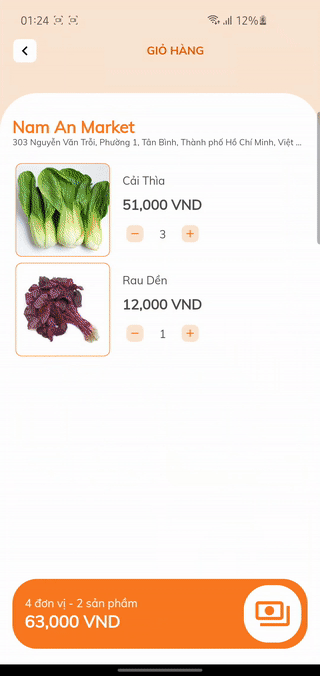 01:24 12%
GIỎ HÀNG
Nam An Market
303 Nguyễn Văn Trỗi, Phường 1, Tân Bình, Thành phố Hồ Chí Minh, Việt ...
Cải Thìa
51,000 VND
− 3 +
Rau Dền
12,000 VND
− 1 +
4 đơn vị - 2 sản phẩm
63,000 VND